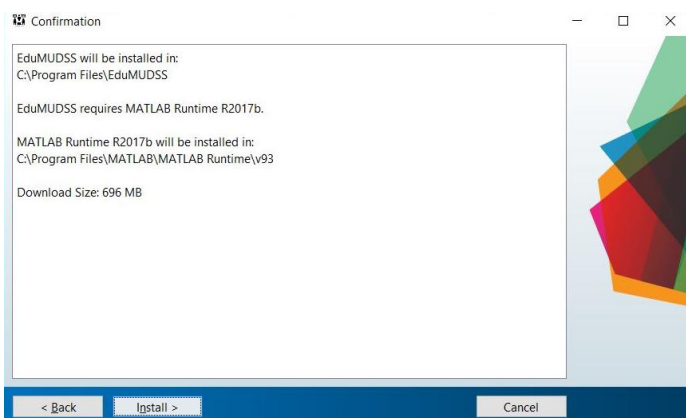 Confirmation
EduMUDSS will be installed in:
C:\Program Files\EduMUDSS
EduMUDSS requires MATLAB Runtime R2017b.
MATLAB Runtime R2017b will be installed in:
C:\Program Files\MATLAB\MATLAB Runtime\v93
Download Size: 696 MB
< Back Install > Cancel